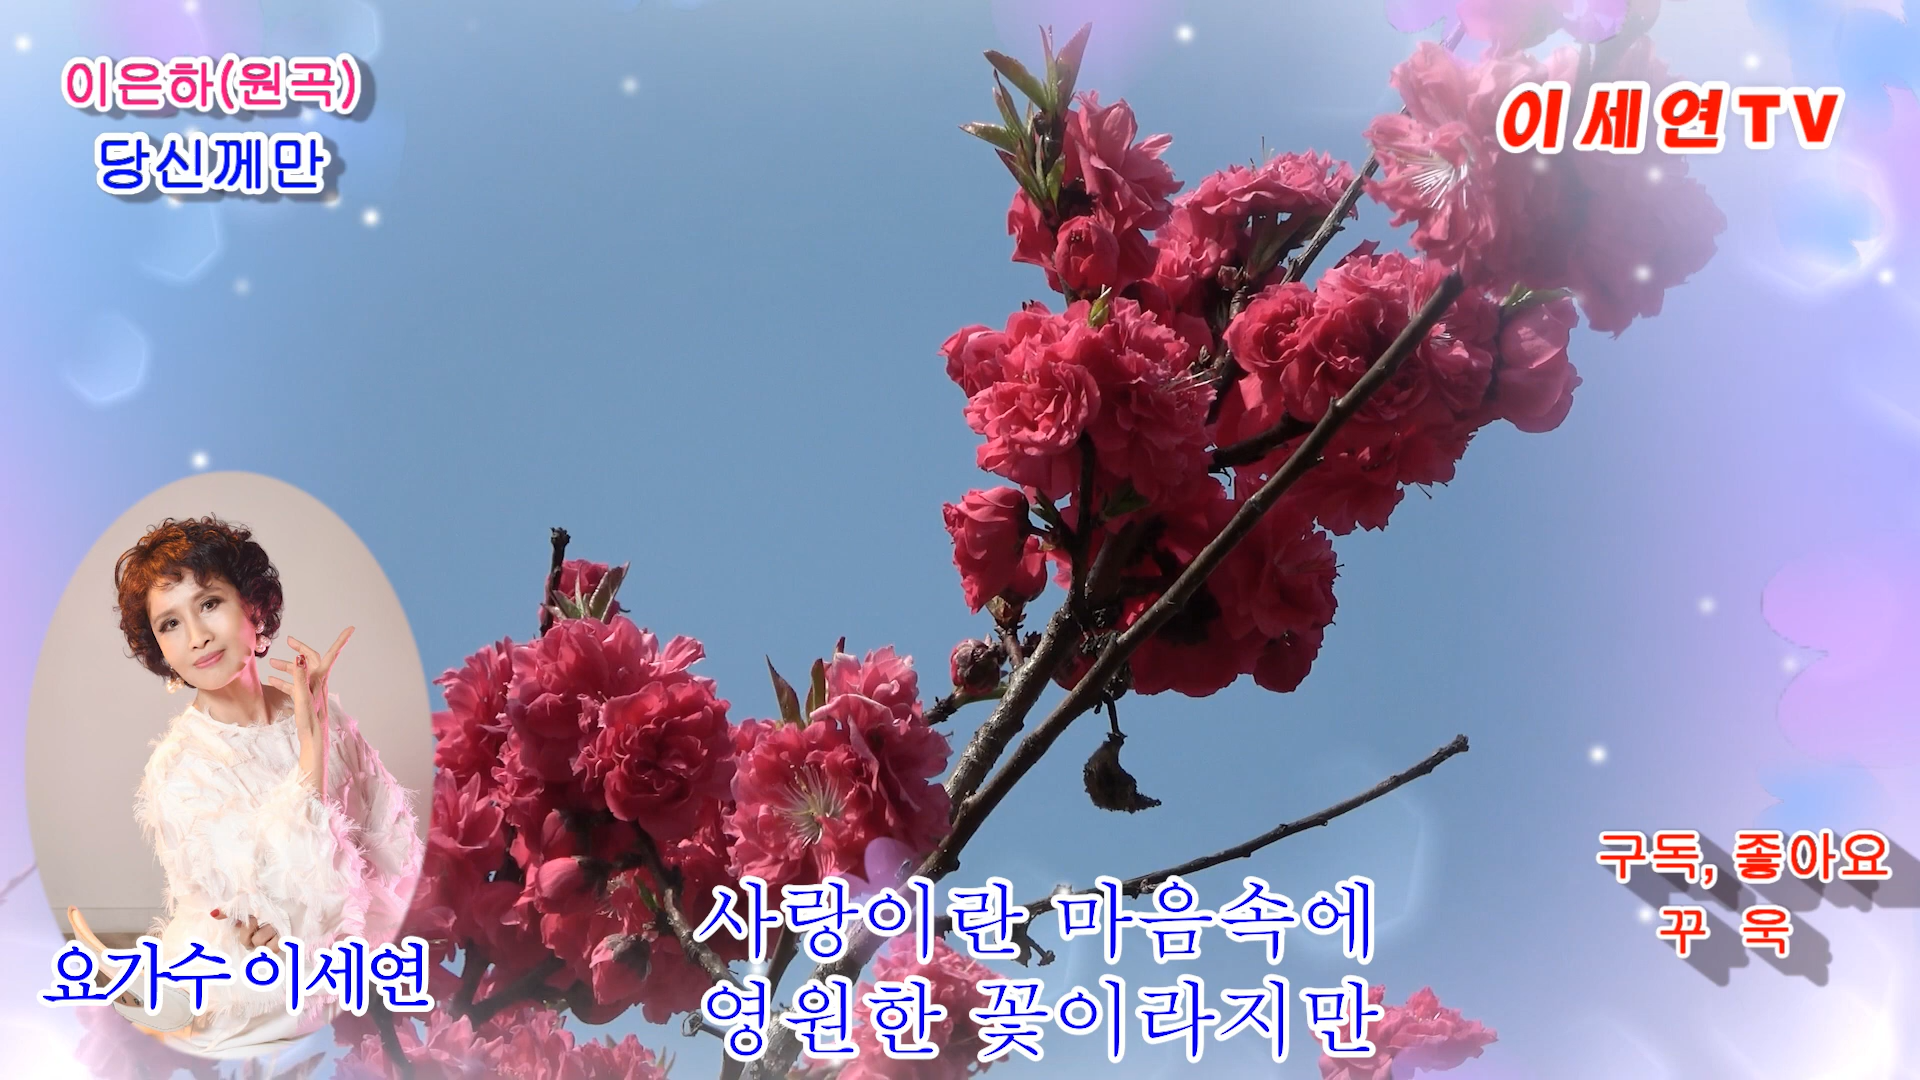 이은하(원곡)
당신께만
이세연TV
요가수 이세연
사랑이란 마음속에
영원한 꽃이라지만
구독, 좋아요
꾸 욱